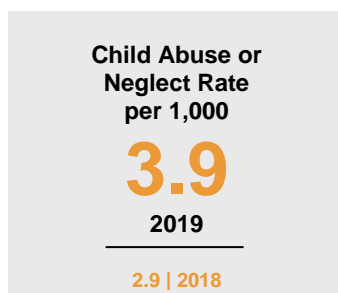 Child Abuse or
Neglect Rate
per 1,000
3.9
2019
2.9 | 2018